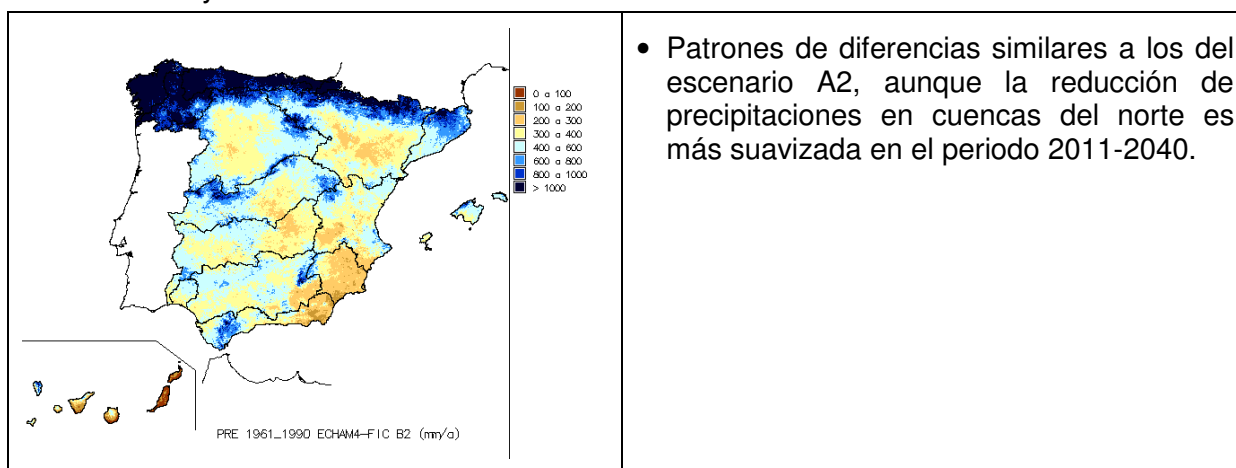 0 a 100
100 a 200
200 a 300
300 a 400
400 a 600
600 a 800
800 a 1000
> 1000
PRE 1961_1990 ECHAM4-FIC B2 (mm/a)
• Patrones de diferencias similares a los del
escenario A2, aunque la reducción de
precipitaciones en cuencas del norte es
más suavizada en el periodo 2011-2040.